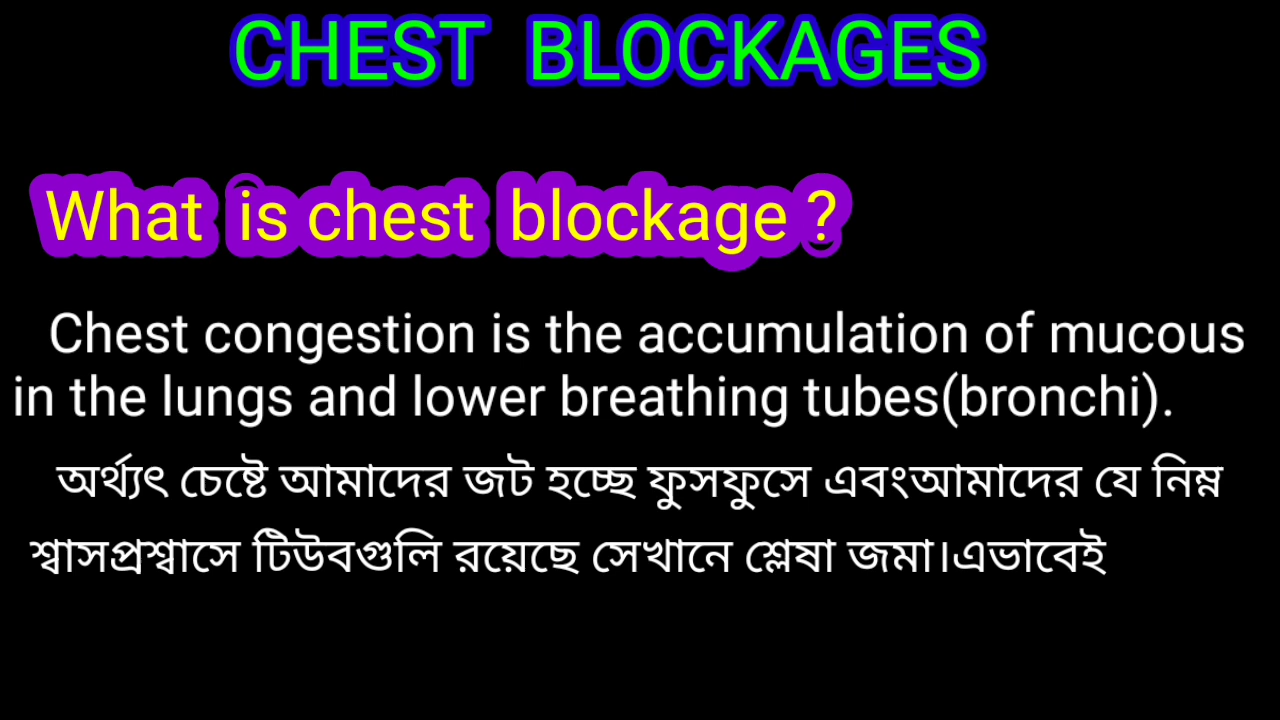 CHEST BLOCKAGES
What is chest blockage ?
Chest congestion is the accumulation of mucous
in the lungs and lower breathing tubes(bronchi).
অর্থ্যৎ চেষ্টে আমাদের জট হচ্ছে ফুসফুসে এবংআমাদের যে নিম্ন
শ্বাসপ্রশ্বাসে টিউবগুলি রয়েছে সেখানে শ্লেষা জমা।এভাবেই